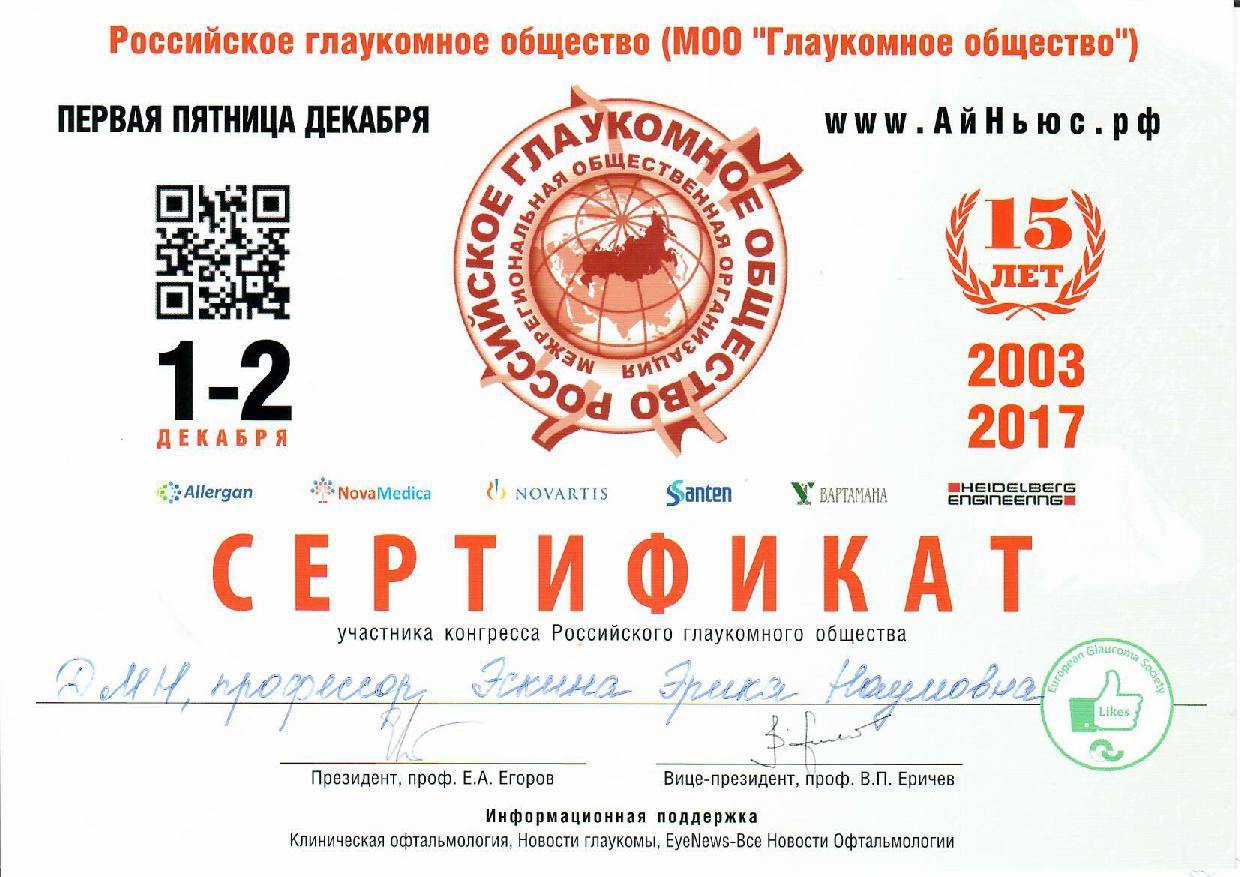 Российское глаукомное общество (МОО "Глаукомное общество")
ПЕРВАЯ ПЯТНИЦА ДЕКАБРЯ
www.АйНьюс.рф
РОССИЙСКОЕ ГЛАУКОМНОЕ ОБЩЕСТВО
МЕЖРЕГИОНАЛЬНАЯ ОБЩЕСТВЕННАЯ ОРГАНИЗАЦИЯ
15
ЛЕТ
1-2
ДЕКАБРЯ
2003
2017
Allergan NovaMedica NOVARTIS Santen ВАРТАМАНА HEIDELBERG ENGINEERING
СЕРТИФИКАТ
участника конгресса Российского глаукомного общества
ДМН, профессор, Эскина Эрика Наумовна
European Glaucoma Society
Likes
Президент, проф. Е.А. Егоров
Вице-президент, проф. В.П. Еричев
Информационная поддержка
Клиническая офтальмология, Новости глаукомы, EyeNews-Все Новости Офтальмологии